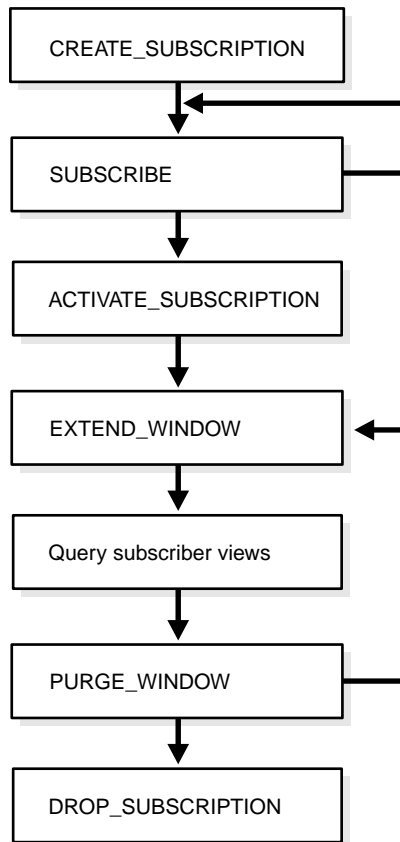 CREATE_SUBSCRIPTION
SUBSCRIBE
ACTIVATE_SUBSCRIPTION
EXTEND_WINDOW
Query subscriber views
PURGE_WINDOW
DROP_SUBSCRIPTION